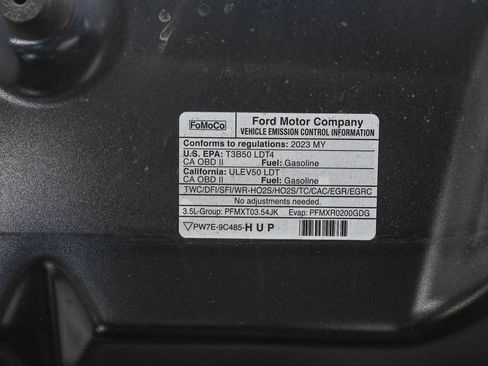 FoMoCo
Ford Motor Company
VEHICLE EMISSION CONTROL INFORMATION
Conforms to regulations: 2023 MY
U.S. EPA: T3B50 LDT4
CA OBD II Fuel: Gasoline
California: ULEV50 LDT
CA OBD II Fuel: Gasoline
TWC/DFI/SFI/WR-HO2S/HO2S/TC/CAC/EGR/EGRC
No adjustments needed.
3.5L-Group: PFMXT03.54JK Evap: PFMXR0200GDG
PW7E-9C485-HUP